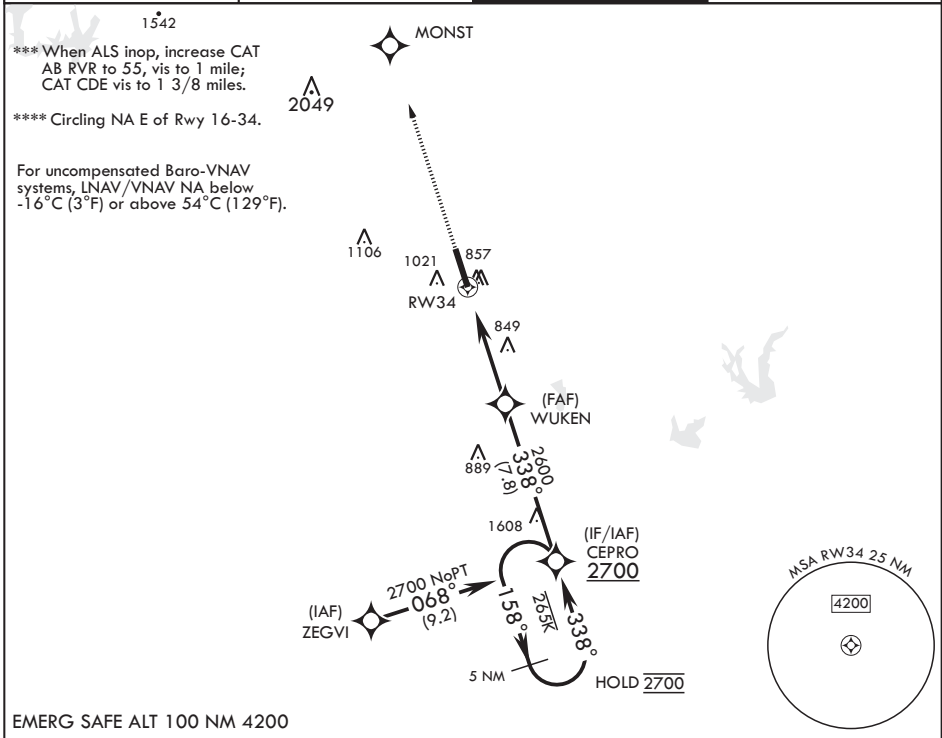 1542
*** When ALS inop, increase CAT
AB RVR to 55, vis to 1 mile;
CAT CDE vis to 1 3/8 miles.
**** Circling NA E of Rwy 16-34.
For uncompensated Baro-VNAV
systems, LNAV/VNAV NA below
-16°C (3°F) or above 54°C (129°F).
MONST
2049
1106
1021
857
RW34
849
(FAF)
WUKEN
889
2600
338°
(7.8)
1608
(IF/IAF)
CEPRO
2700
2700 NoPT
068°
(9.2)
(IAF)
ZEGVI
158°
265K
338°
5 NM
HOLD 2700
MSA RW34 25 NM
4200
EMERG SAFE ALT 100 NM 4200